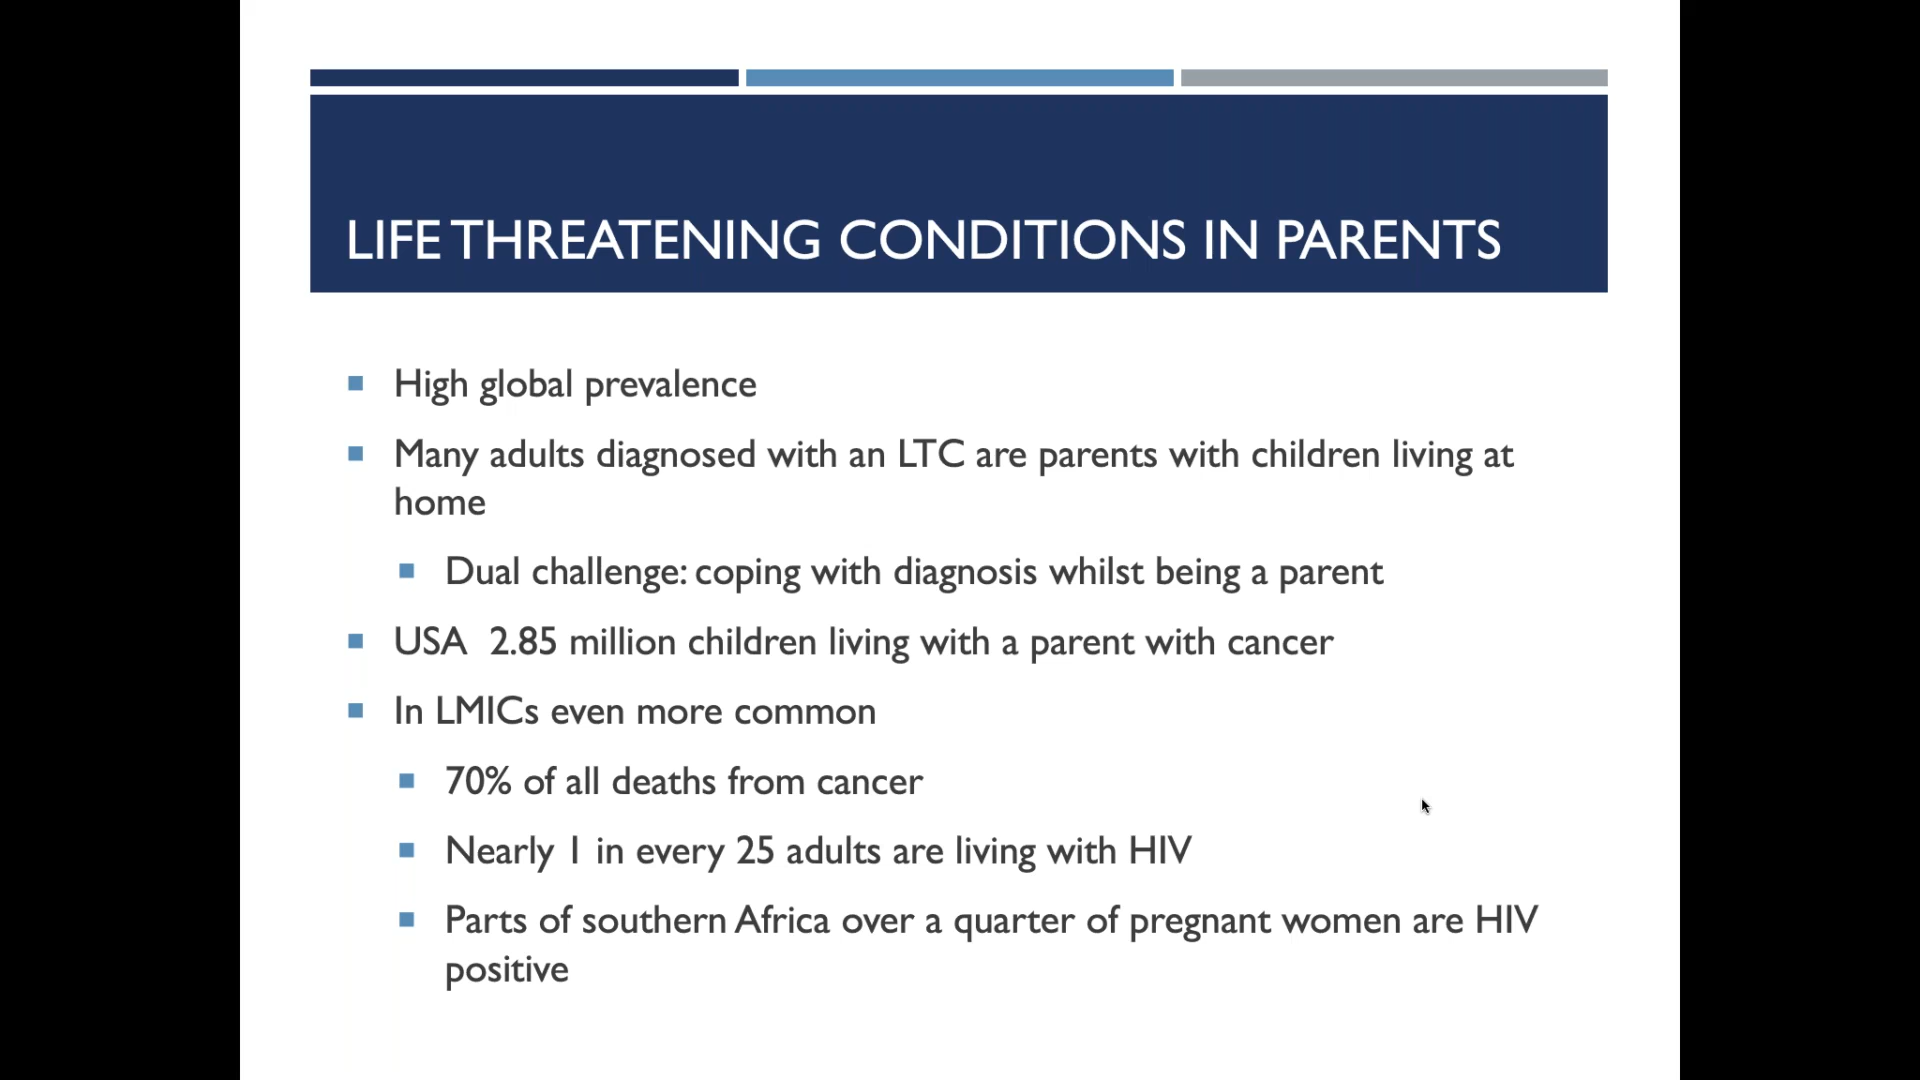 LIFE THREATENING CONDITIONS IN PARENTS
High global prevalence
Many adults diagnosed with an LTC are parents with children living at
home
Dual challenge: coping with diagnosis whilst being a parent
USA 2.85 million children living with a parent with cancer
In LMICs even more common
70% of all deaths from cancer
Nearly 1 in every 25 adults are living with HIV
Parts of southern Africa over a quarter of pregnant women are HIV
positive